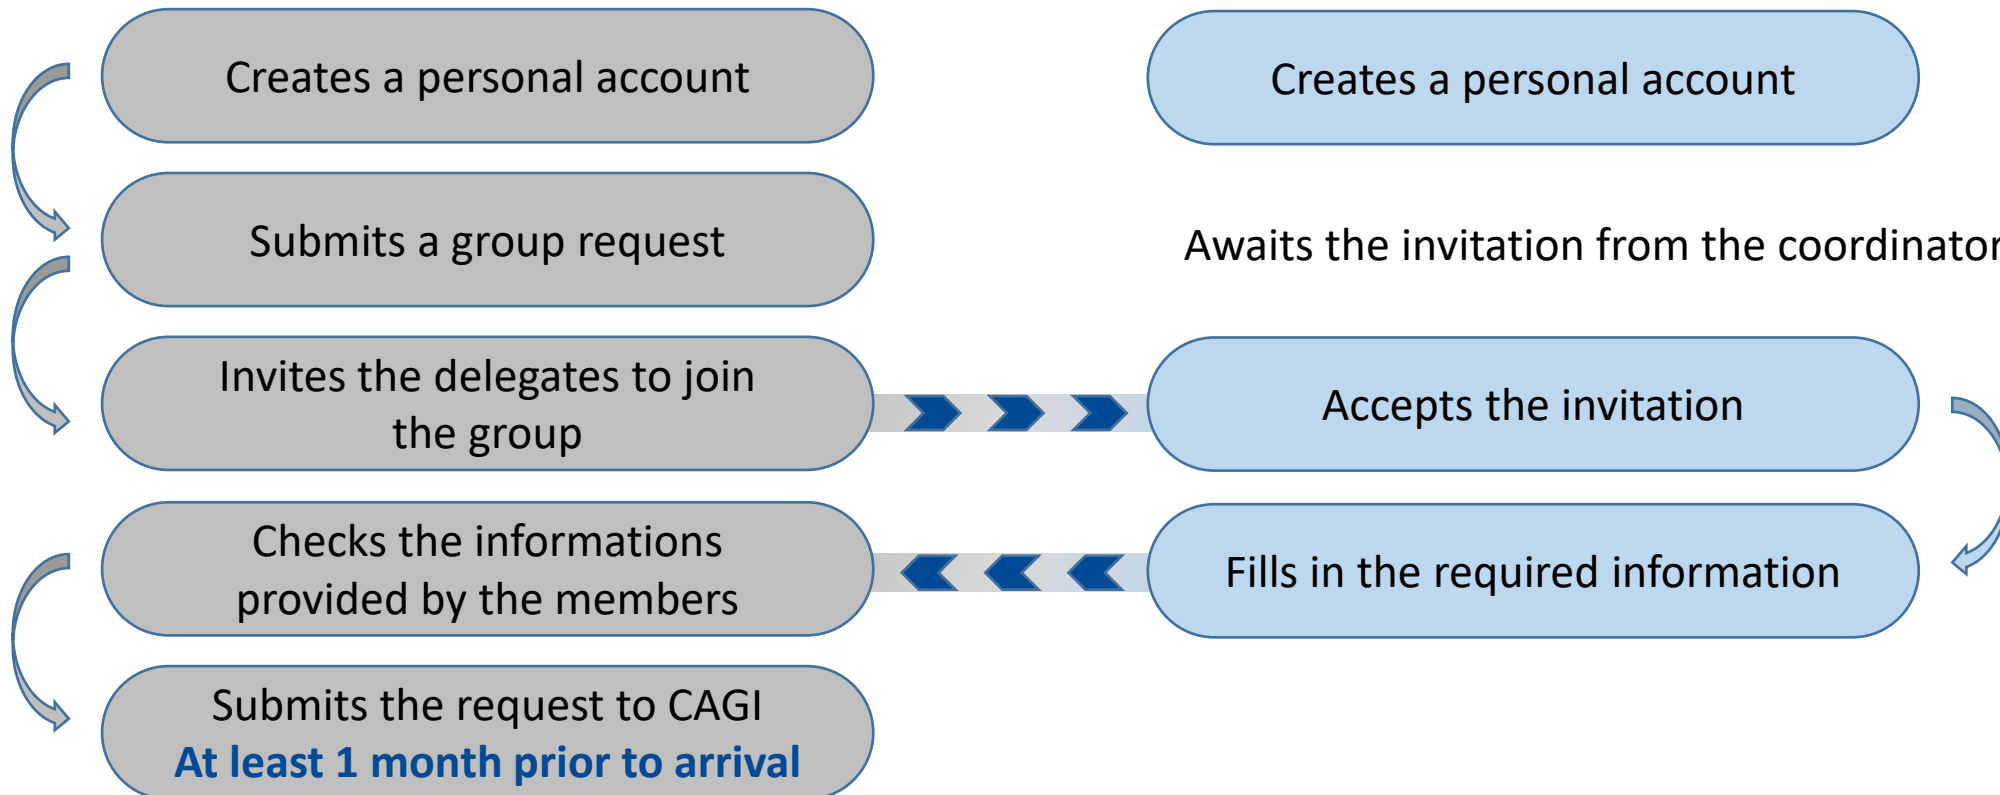 Creates a personal account
Creates a personal account
Submits a group request
Awaits the invitation from the coordinator
Invites the delegates to join
the group
Accepts the invitation
Checks the informations
provided by the members
Fills in the required information
Submits the request to CAGI
At least 1 month prior to arrival